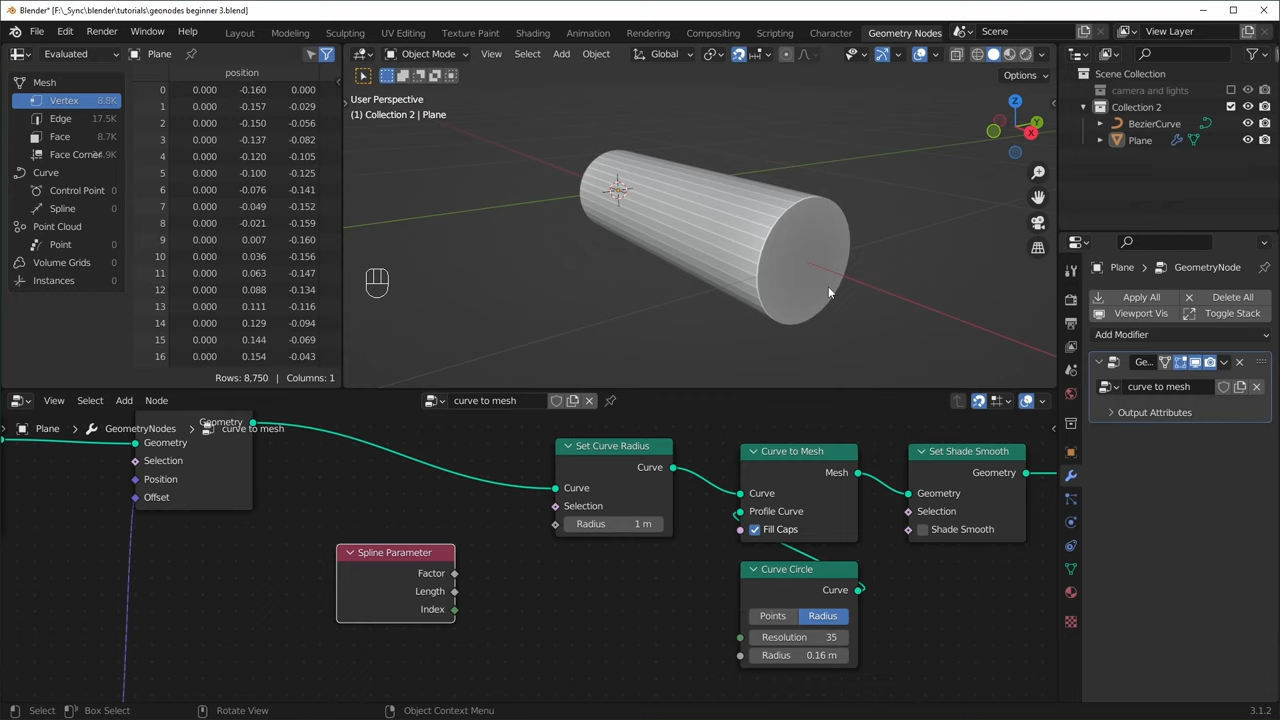 Blender* [F:\_Sync\blender\tutorials\geonodes beginner 3.blend]
File Edit Render Window Help Layout Modeling Sculpting UV Editing Texture Paint Shading Animation Rendering Compositing Scripting Character Geometry Nodes Scene View Layer
Evaluated Plane
Object Mode View Select Add Object Global
Options
position
Mesh
Vertex 8.8K
Edge 17.5K
Face 8.7K
Face Corner
Curve
Control Point 0
Spline 0
Point Cloud
Point 0
Volume Grids 0
Instances 0
0 0.000 -0.160 0.000
1 0.000 -0.157 -0.029
2 0.000 -0.150 -0.056
3 0.000 -0.137 -0.082
4 0.000 -0.120 -0.105
5 0.000 -0.100 -0.125
6 0.000 -0.076 -0.141
7 0.000 -0.049 -0.152
8 0.000 -0.021 -0.159
9 0.000 0.007 -0.160
10 0.000 0.036 -0.156
11 0.000 0.063 -0.147
12 0.000 0.088 -0.134
13 0.000 0.111 -0.116
14 0.000 0.129 -0.094
15 0.000 0.144 -0.069
16 0.000 0.154 -0.043
Rows: 8,750 | Columns: 1
User Perspective
(1) Collection 2 | Plane
Z
Y
X
Scene Collection
camera and lights
Collection 2
BezierCurve
Plane
Plane GeometryNode
Apply All Delete All
Viewport Vis Toggle Stack
Add Modifier
Ge...
curve to mesh
Output Attributes
View Select Add Node curve to mesh
Plane GeometryNodes curve to mesh
Geometry
Geometry
Selection
Position
Offset
Spline Parameter
Factor
Length
Index
Set Curve Radius
Curve
Curve
Selection
Radius 1 m
Curve to Mesh
Mesh
Curve
Profile Curve
Fill Caps
Curve Circle
Curve
Points Radius
Resolution 35
Radius 0.16 m
Set Shade Smooth
Geometry
Geometry
Selection
Shade Smooth
Select Box Select Rotate View Object Context Menu 3.1.2